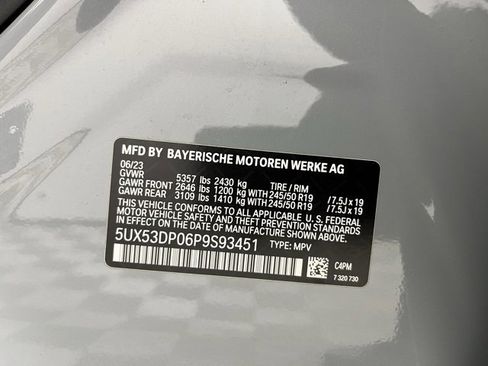 MFD BY BAYERISCHE MOTOREN WERKE AG
06/23
GVWR 5357 lbs 2430 kg TIRE / RIM
GAWR FRONT 2646 lbs 1200 kg WITH 245/50 R19 /7.5J x 19
GAWR REAR 3109 lbs 1410 kg WITH 245/50 R19 /7.5J x 19
THIS VEHICLE CONFORMS TO ALL APPLICABLE U.S. FEDERAL
MOTOR VEHICLE SAFETY AND THEFT PREVENTION STANDARDS
IN EFFECT ON THE DATE OF MANUFACTURE SHOWN ABOVE.
5UX53DP06P9S93451 TYPE: MPV
C4PM
7 320 730